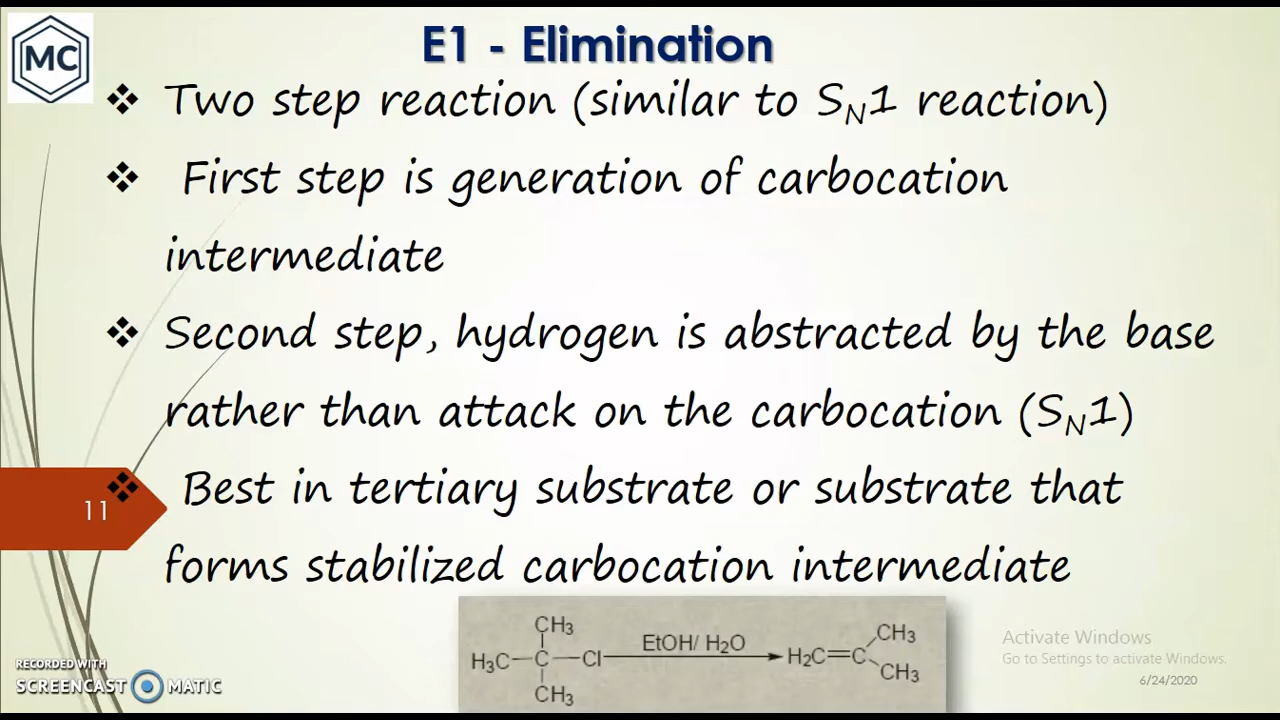 MC
E1 - Elimination
❖ Two step reaction (similar to SN1 reaction)
❖ First step is generation of carbocation
intermediate
❖ Second step, hydrogen is abstracted by the base
rather than attack on the carbocation (SN1)
❖ Best in tertiary substrate or substrate that
forms stabilized carbocation intermediate
11
CH3
H3C—C—Cl
CH3
EtOH/ H2O
H2C=C
CH3
CH3
Activate Windows
Go to Settings to activate Windows.
6/24/2020
RECORDED WITH
SCREENCAST MATIC